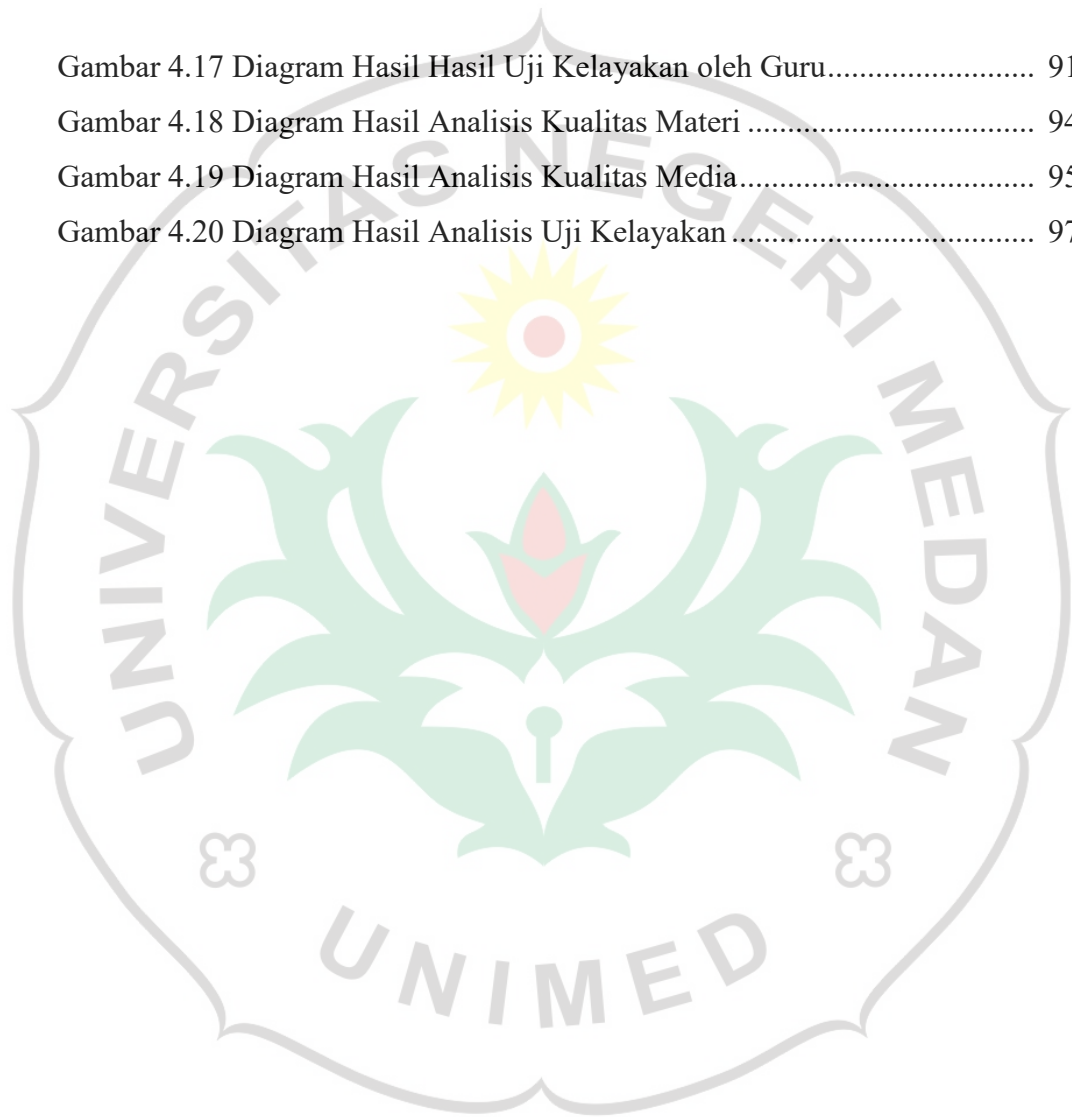 Gambar 4.17 Diagram Hasil Hasil Uji Kelayakan oleh Guru......................... 91
Gambar 4.18 Diagram Hasil Analisis Kualitas Materi.................................. 94
Gambar 4.19 Diagram Hasil Analisis Kualitas Media................................... 95
Gambar 4.20 Diagram Hasil Analisis Uji Kelayakan.................................... 97
UNIVERSITAS NEGERI MEDAN
UNIMED